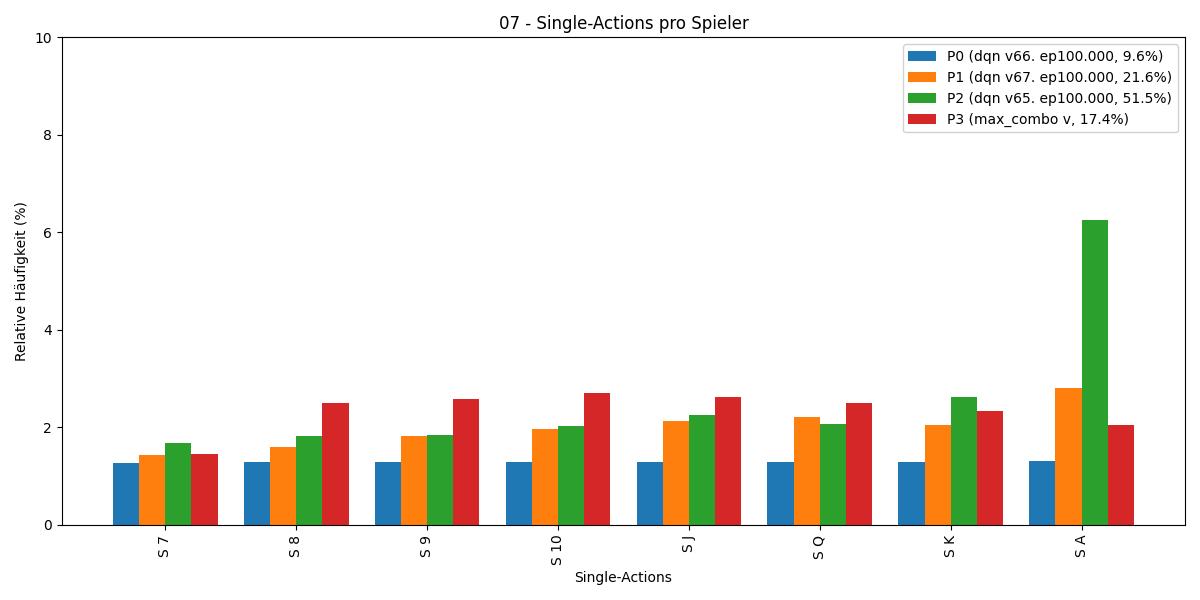 07 - Single-Actions pro Spieler
10
8
6
4
2
0
Relative Häufigkeit (%)
P0 (dqn v66. ep100.000, 9.6%)
P1 (dqn v67. ep100.000, 21.6%)
P2 (dqn v65. ep100.000, 51.5%)
P3 (max_combo v, 17.4%)
S 7
S 8
S 9
S 10
S J
S Q
S K
S A
Single-Actions